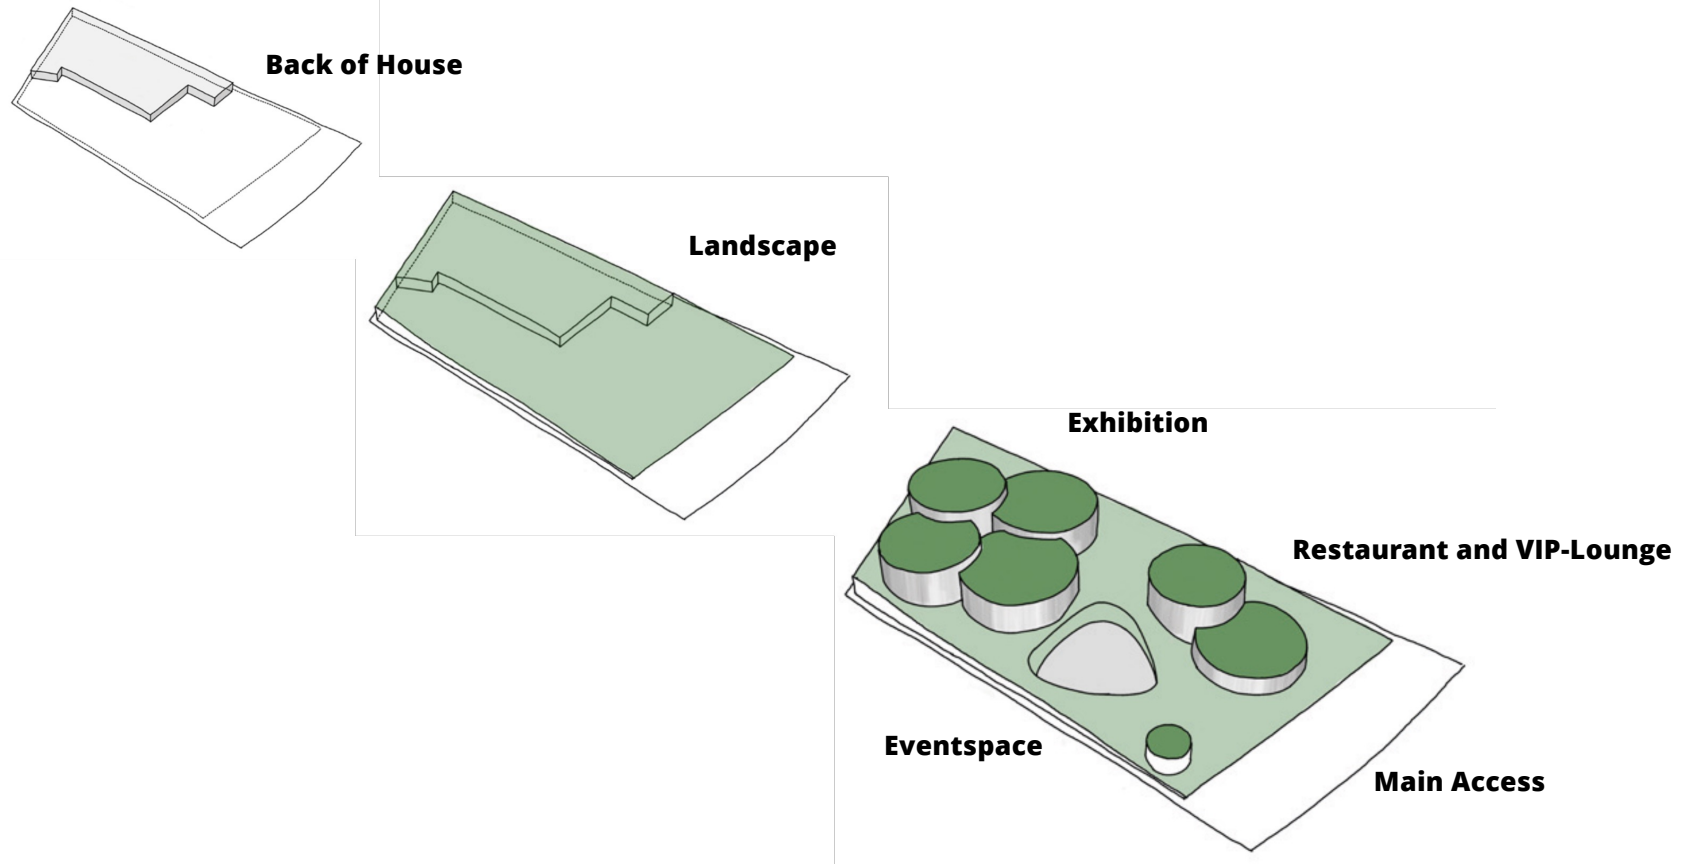 Back of House
Landscape
Exhibition
Restaurant and VIP-Lounge
Eventspace
Main Access